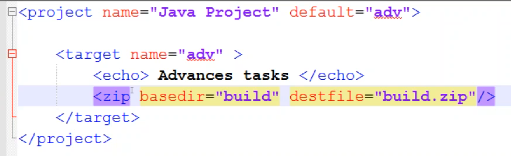 <project name="Java Project" default="adv">
<target name="adv" >
<echo> Advances tasks </echo>
<zip basedir="build" destfile="build.zip"/>
</target>
</project>